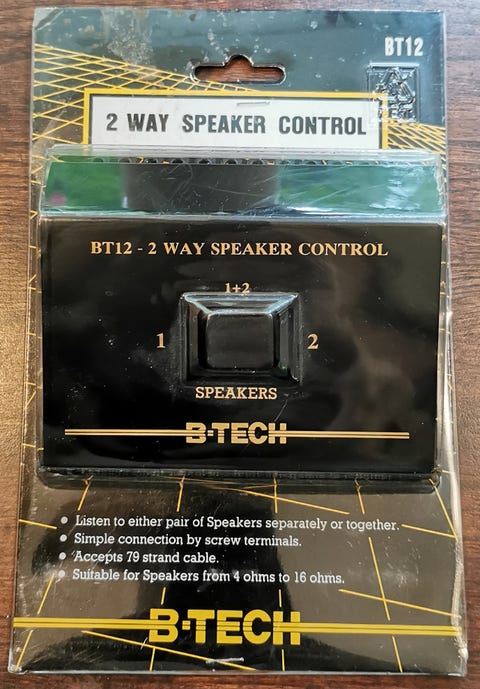 BT12
2 WAY SPEAKER CONTROL
BT12 - 2 WAY SPEAKER CONTROL
1+2
1 2
SPEAKERS
B-TECH
• Listen to either pair of Speakers separately or together.
• Simple connection by screw terminals.
• Accepts 79 strand cable.
• Suitable for Speakers from 4 ohms to 16 ohms.
B-TECH